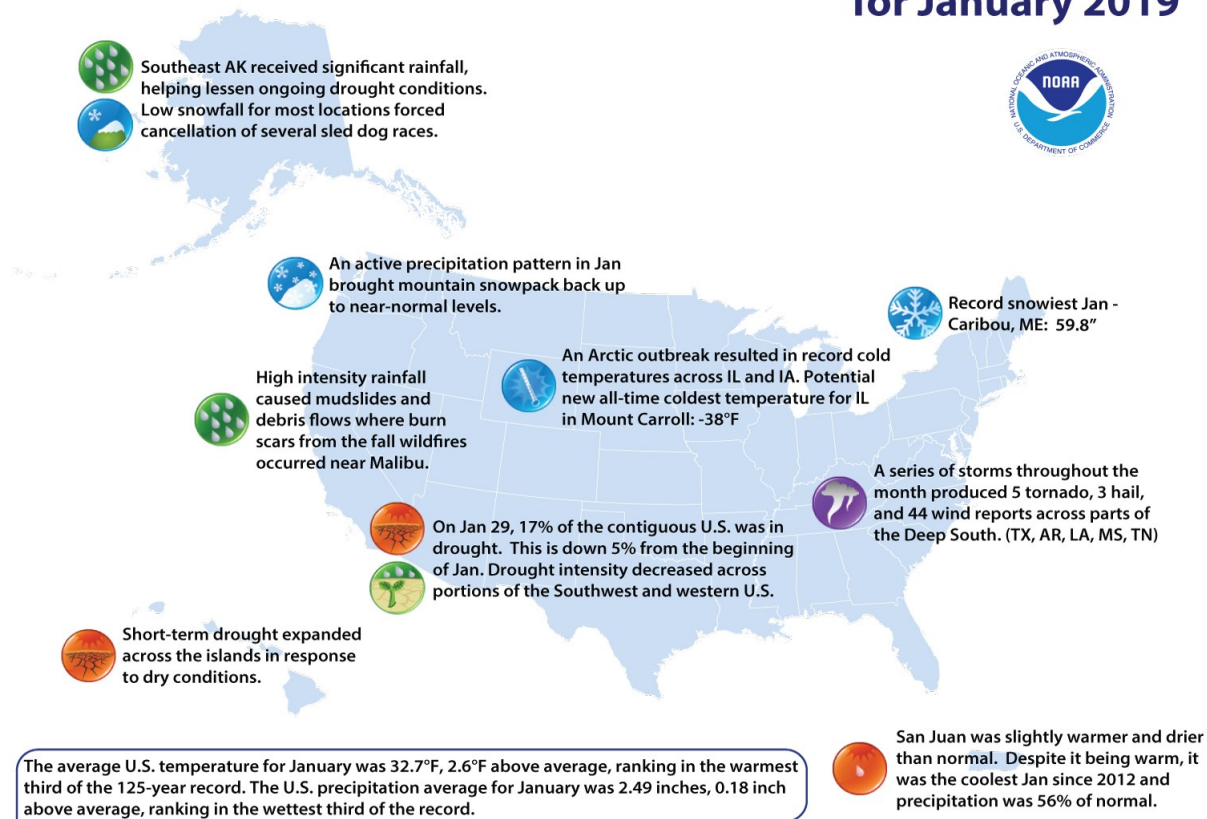 for January 2019
NOAA
NATIONAL OCEANIC AND ATMOSPHERIC ADMINISTRATION
U.S. DEPARTMENT OF COMMERCE
Southeast AK received significant rainfall,
helping lessen ongoing drought conditions.
Low snowfall for most locations forced
cancellation of several sled dog races.
An active precipitation pattern in Jan
brought mountain snowpack back up
to near-normal levels.
Record snowiest Jan -
Caribou, ME: 59.8”
An Arctic outbreak resulted in record cold
temperatures across IL and IA. Potential
new all-time coldest temperature for IL
in Mount Carroll: -38°F
High intensity rainfall
caused mudslides and
debris flows where burn
scars from the fall wildfires
occurred near Malibu.
A series of storms throughout the
month produced 5 tornado, 3 hail,
and 44 wind reports across parts of
the Deep South. (TX, AR, LA, MS, TN)
On Jan 29, 17% of the contiguous U.S. was in
drought. This is down 5% from the beginning
of Jan. Drought intensity decreased across
portions of the Southwest and western U.S.
Short-term drought expanded
across the islands in response
to dry conditions.
San Juan was slightly warmer and drier
than normal. Despite it being warm, it
was the coolest Jan since 2012 and
precipitation was 56% of normal.
The average U.S. temperature for January was 32.7°F, 2.6°F above average, ranking in the warmest
third of the 125-year record. The U.S. precipitation average for January was 2.49 inches, 0.18 inch
above average, ranking in the wettest third of the record.